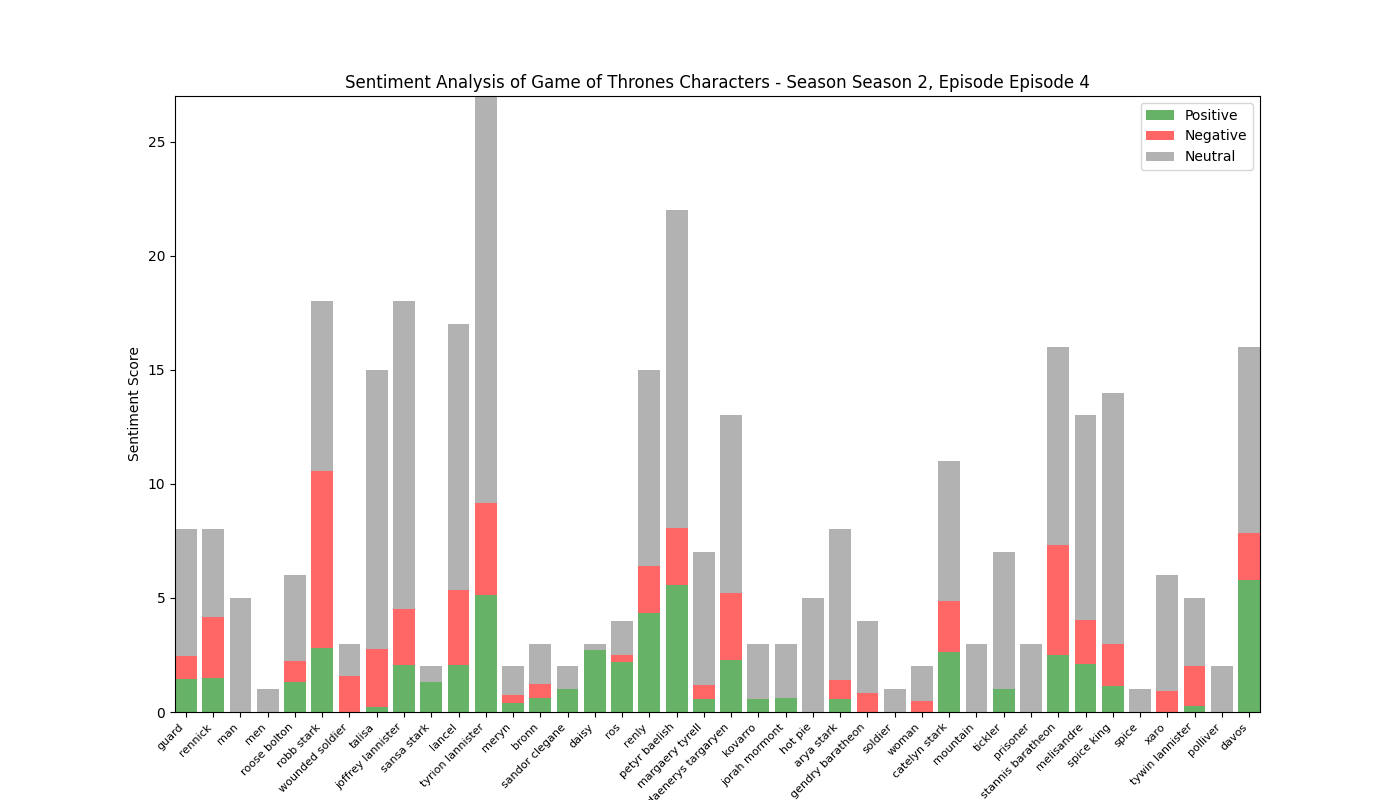 Sentiment Analysis of Game of Thrones Characters - Season Season 2, Episode Episode 4
Positive
Negative
Neutral
Sentiment Score
25
20
15
10
5
0
guard
rennick
man
men
roose bolton
robb stark
wounded soldier
talisa
joffrey lannister
sansa stark
lancel
tyrion lannister
meryn
bronn
sandor clegane
daisy
ros
renly
petyr baelish
margaery tyrell
daenerys targaryen
kovarro
jorah mormont
hot pie
arya stark
gendry baratheon
soldier
woman
catelyn stark
mountain
tickler
prisoner
stannis baratheon
melisandre
spice king
spice
xaro
tywin lannister
polliver
davos